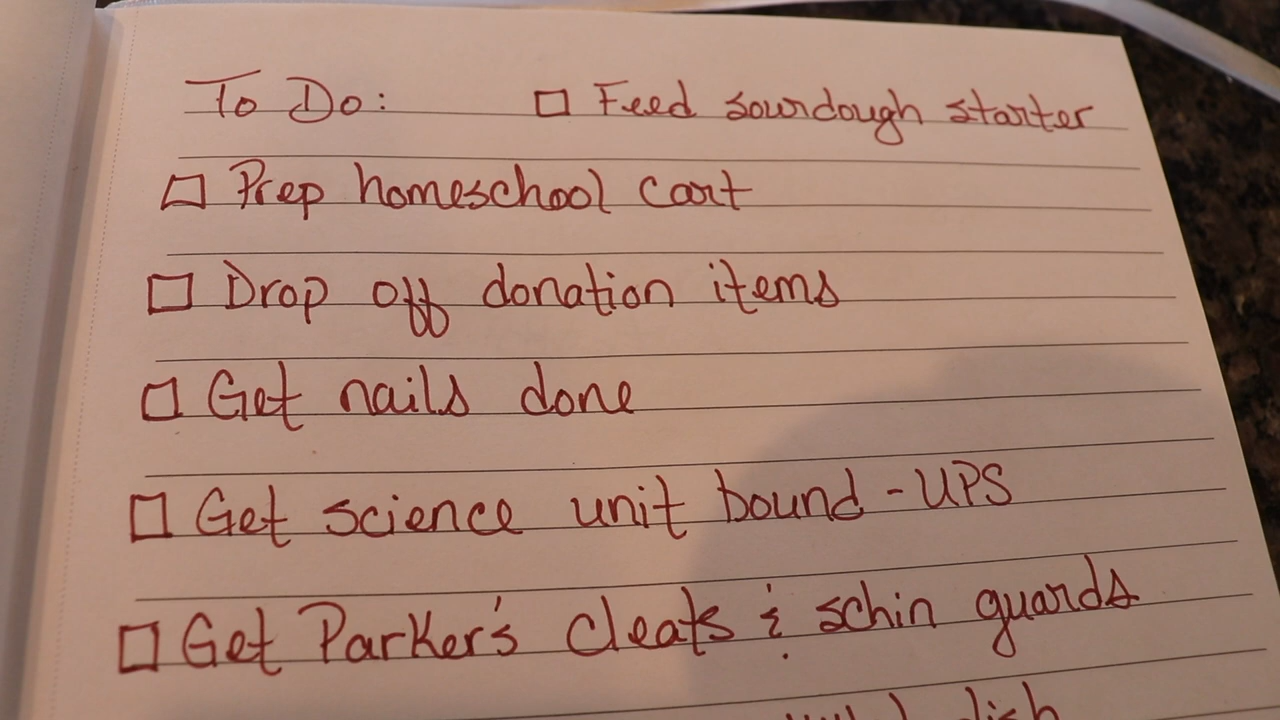 To Do: □ Feed sourdough starter
□ Prep homeschool cart
□ Drop off donation items
□ Get nails done
□ Get science unit bound - UPS
□ Get Parker's cleats & schin guards